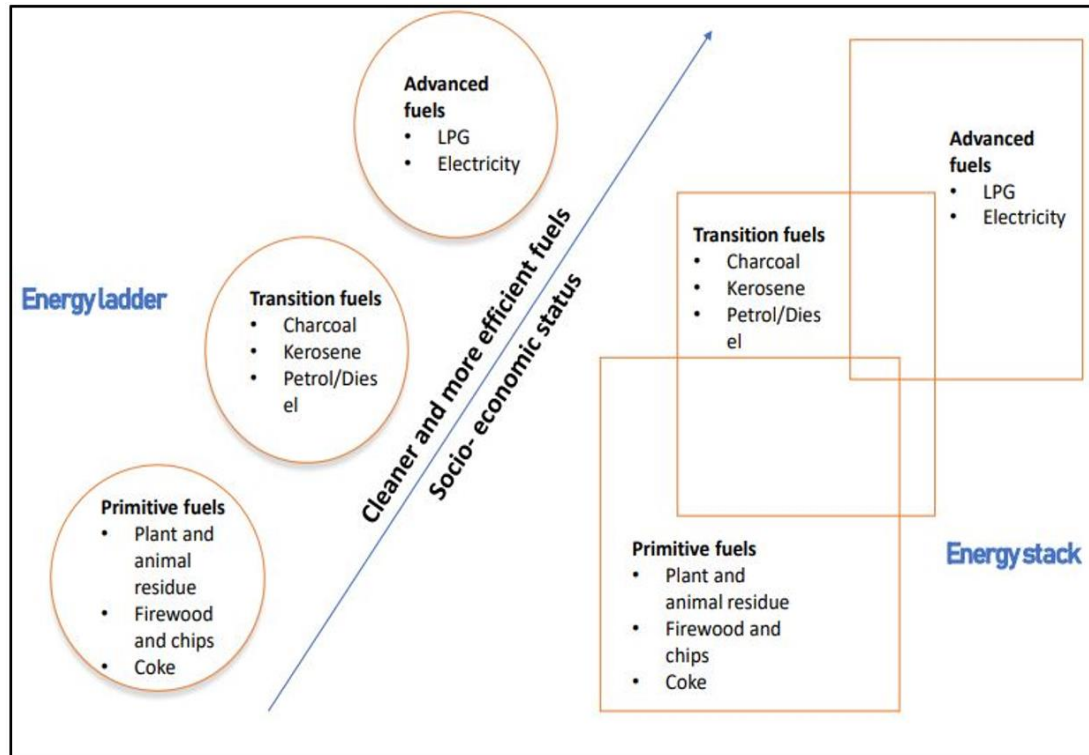 Advanced
fuels
• LPG
• Electricity
Energy ladder
Transition fuels
• Charcoal
• Kerosene
• Petrol/Dies
el
Primitive fuels
• Plant and
animal
residue
• Firewood
and chips
• Coke
Cleaner and more efficient fuels
Socio- economic status
Advanced
fuels
• LPG
• Electricity
Transition fuels
• Charcoal
• Kerosene
• Petrol/Dies
el
Primitive fuels
• Plant and
animal residue
• Firewood and
chips
• Coke
Energy stack